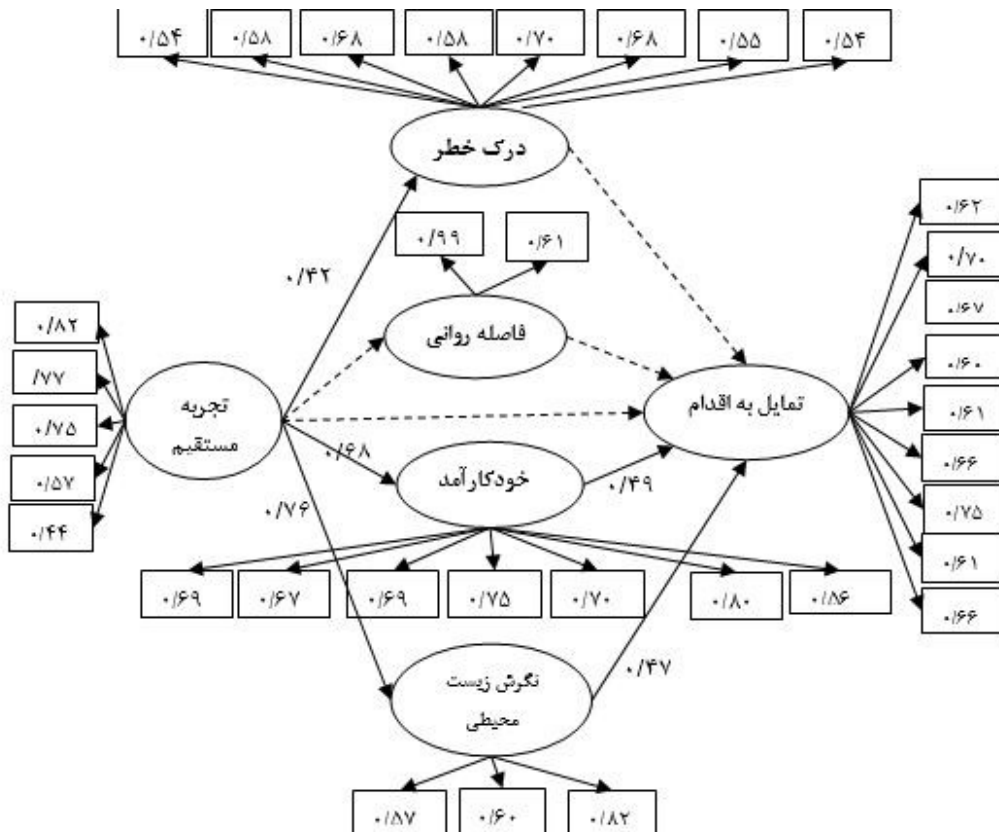 ۰/۵۴ ۰/۵۸ ۰/۶۸ ۰/۵۸ ۰/۷۰ ۰/۶۸ ۰/۵۵ ۰/۵۴
درک خطر
۰/۶۲
۰/۹۹ ۰/۶۱
۰/۷۰
۰/۴۲
۰/۶۷
۰/۸۲
فاصله روانی
۰/۶۰
/۷۷
تجربه
مستقیم
تمایل به اقدام
۰/۶۱
۰/۷۵
۰/۶۸
۰/۶۶
۰/۵۷
خودکارآمد
۰/۴۹
۰/۷۵
۰/۴۴
۰/۷۶
۰/۶۱
۰/۶۹ ۰/۶۷ ۰/۶۹ ۰/۷۵ ۰/۷۰ ۰/۸۰ ۰/۵۶
۰/۶۶
۰/۴۷
نگرش زیست
محیطی
۰/۵۷ ۰/۶۰ ۰/۸۲